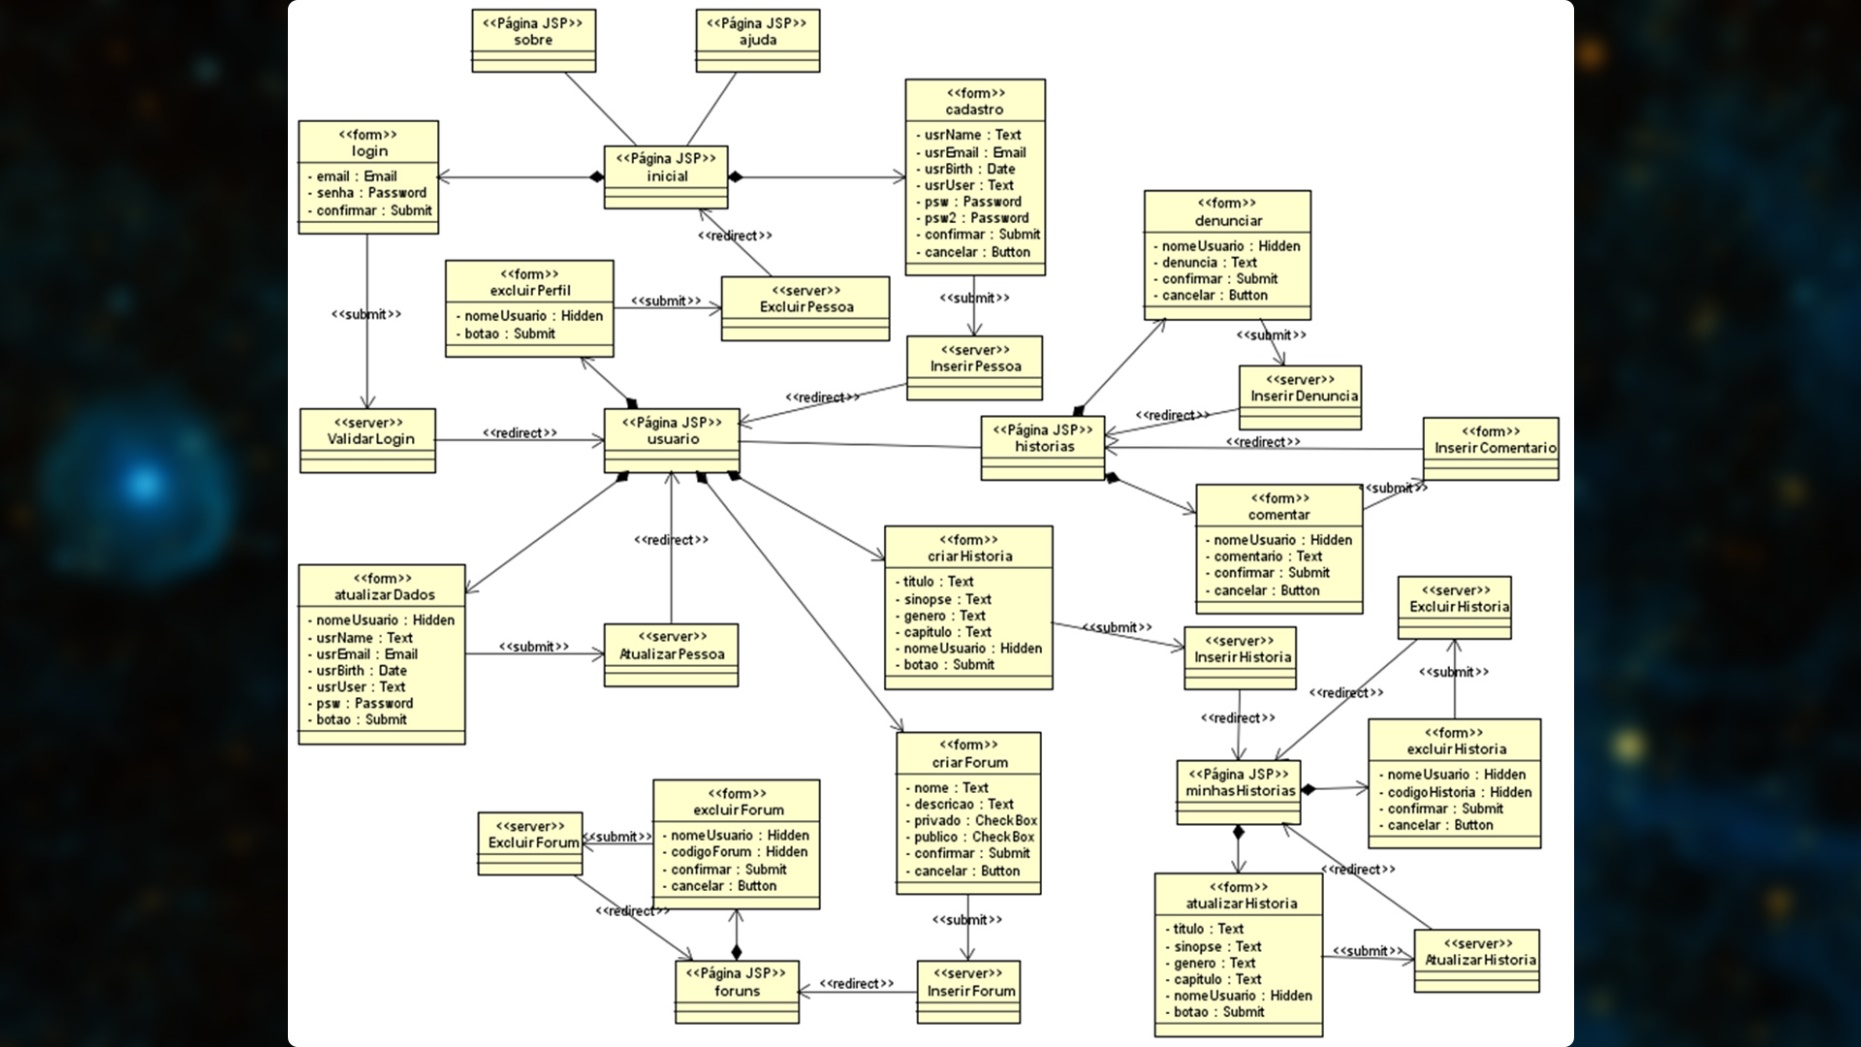 <<Página JSP>>
sobre
<<Página JSP>>
ajuda
<<form>>
cadastro
- usrName : Text
- usrEmail : Email
- usrBirth : Date
- usrUser : Text
- psw : Password
- psw2 : Password
- confirmar : Submit
- cancelar : Button
<<form>>
login
- email : Email
- senha : Password
- confirmar : Submit
<<Página JSP>>
inicial
<<redirect>>
<<form>>
denunciar
- nomeUsuario : Hidden
- denuncia : Text
- confirmar : Submit
- cancelar : Button
<<form>>
excluirPerfil
- nomeUsuario : Hidden
- botao : Submit
<<submit>>
<<server>>
ExcluirPessoa
<<submit>>
<<submit>>
<<submit>>
<<server>>
InserirPessoa
<<server>>
InserirDenuncia
<<redirect>>
<<redirect>>
<<server>>
ValidarLogin
<<redirect>>
<<Página JSP>>
usuario
<<Página JSP>>
historias
<<redirect>>
<<form>>
InserirComentario
<<submit>>
<<form>>
comentar
- nomeUsuario : Hidden
- comentario : Text
- confirmar : Submit
- cancelar : Button
<<redirect>>
<<form>>
criarHistoria
- titulo : Text
- sinopse : Text
- genero : Text
- capitulo : Text
- nomeUsuario : Hidden
- botao : Submit
<<form>>
atualizarDados
- nomeUsuario : Hidden
- usrName : Text
- usrEmail : Email
- usrBirth : Date
- usrUser : Text
- psw : Password
- botao : Submit
<<submit>>
<<server>>
AtualizarPessoa
<<submit>>
<<server>>
InserirHistoria
<<server>>
ExcluirHistoria
<<submit>>
<<redirect>>
<<redirect>>
<<form>>
excluirHistoria
- nomeUsuario : Hidden
- codigoHistoria : Hidden
- confirmar : Submit
- cancelar : Button
<<Página JSP>>
minhasHistorias
<<form>>
criarForum
- nome : Text
- descricao : Text
- privado : CheckBox
- publico : CheckBox
- confirmar : Submit
- cancelar : Button
<<form>>
excluirForum
- nomeUsuario : Hidden
- codigoForum : Hidden
- confirmar : Submit
- cancelar : Button
<<server>>
ExcluirForum
<<submit>>
<<redirect>>
<<submit>>
<<redirect>>
<<form>>
atualizarHistoria
- titulo : Text
- sinopse : Text
- genero : Text
- capitulo : Text
- nomeUsuario : Hidden
- botao : Submit
<<submit>>
<<server>>
AtualizarHistoria
<<Página JSP>>
foruns
<<redirect>>
<<server>>
InserirForum